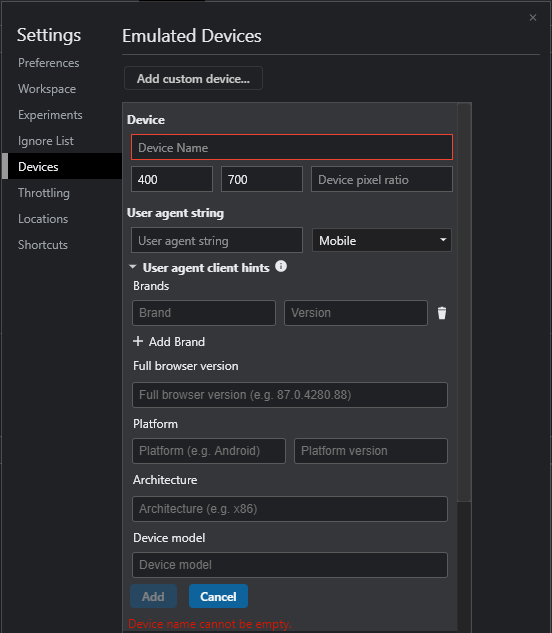 Settings
Preferences
Workspace
Experiments
Ignore List
Devices
Throttling
Locations
Shortcuts
Emulated Devices
Add custom device...
Device
Device Name
400 700 Device pixel ratio
User agent string
User agent string Mobile
User agent client hints
Brands
Brand Version
+ Add Brand
Full browser version
Full browser version (e.g. 87.0.4280.88)
Platform
Platform (e.g. Android) Platform version
Architecture
Architecture (e.g. x86)
Device model
Device model
Add Cancel
Device name cannot be empty.